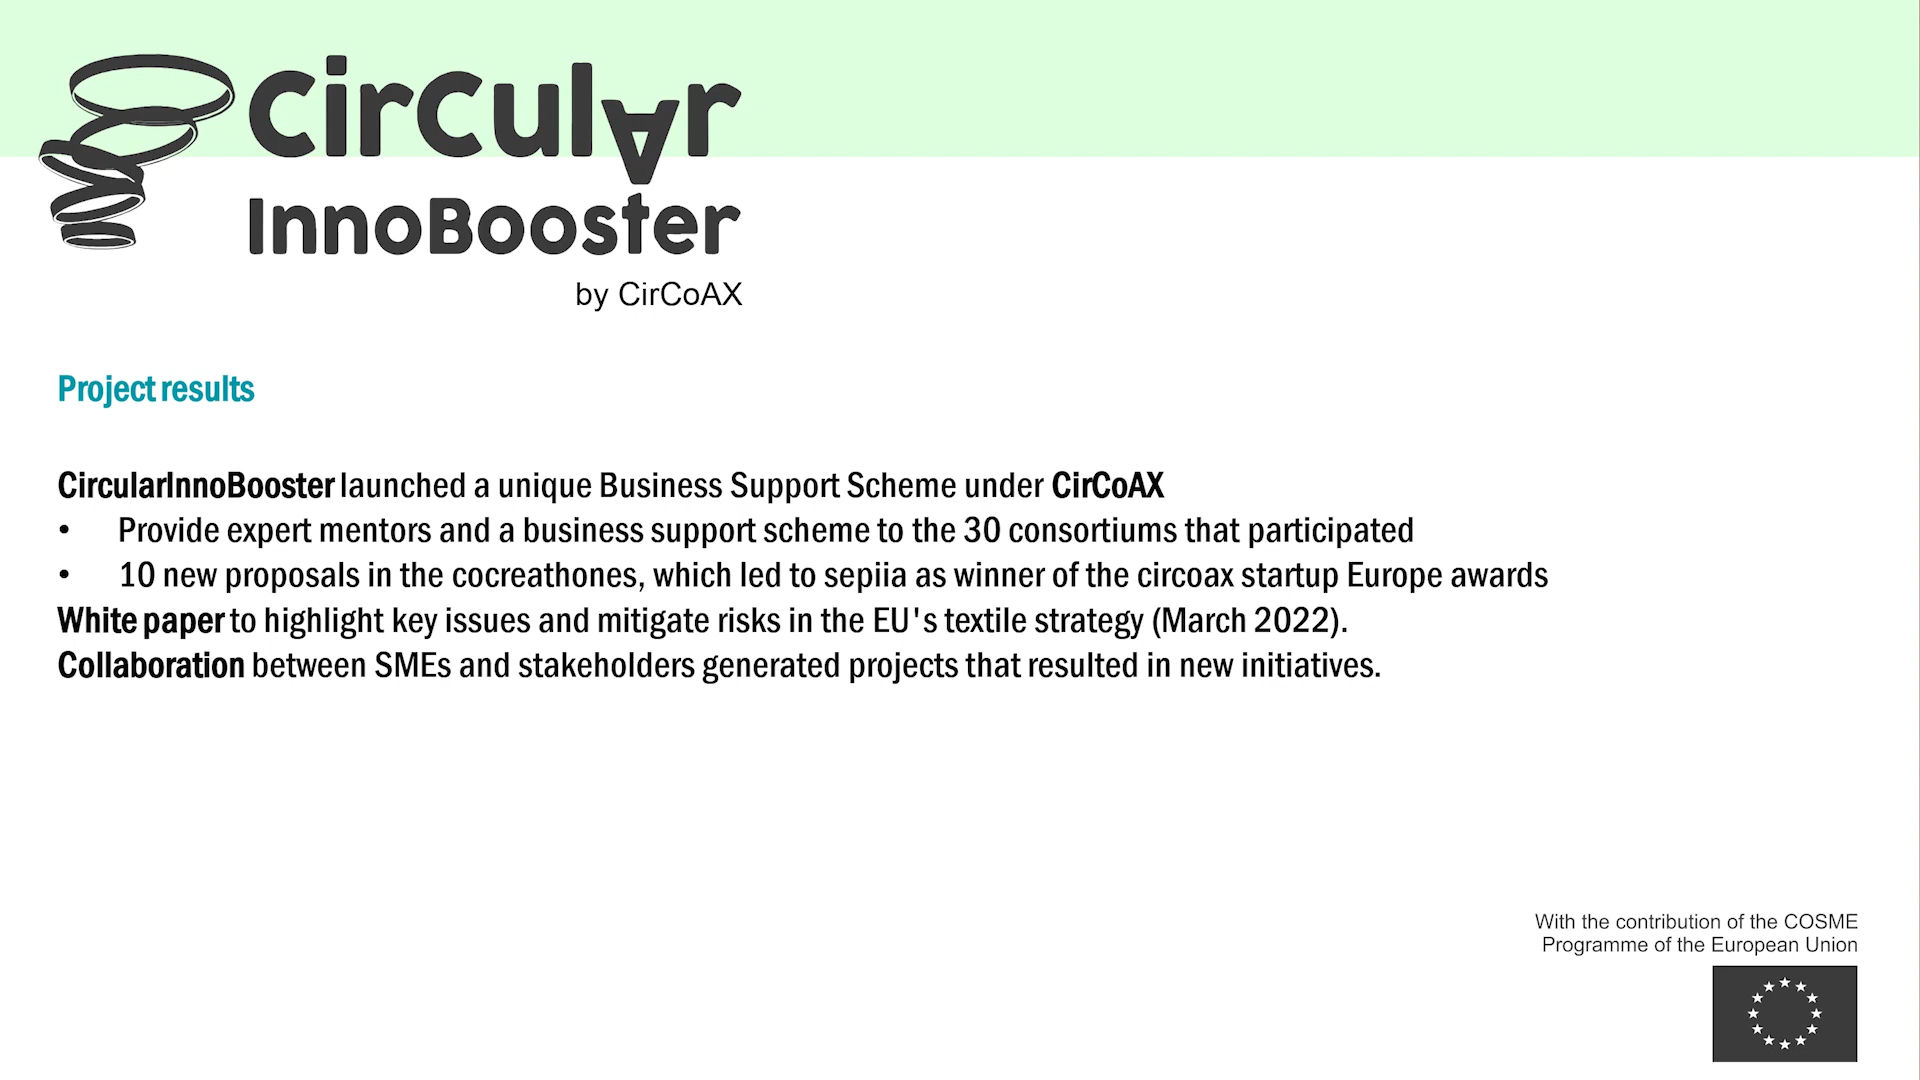 CirCulAr
InnoBooster
by CirCoAX
Project results
CircularInnoBooster launched a unique Business Support Scheme under CirCoAX
• Provide expert mentors and a business support scheme to the 30 consortiums that participated
• 10 new proposals in the cocreathones, which led to sepiia as winner of the circoax startup Europe awards
White paper to highlight key issues and mitigate risks in the EU's textile strategy (March 2022).
Collaboration between SMEs and stakeholders generated projects that resulted in new initiatives.
With the contribution of the COSME
Programme of the European Union